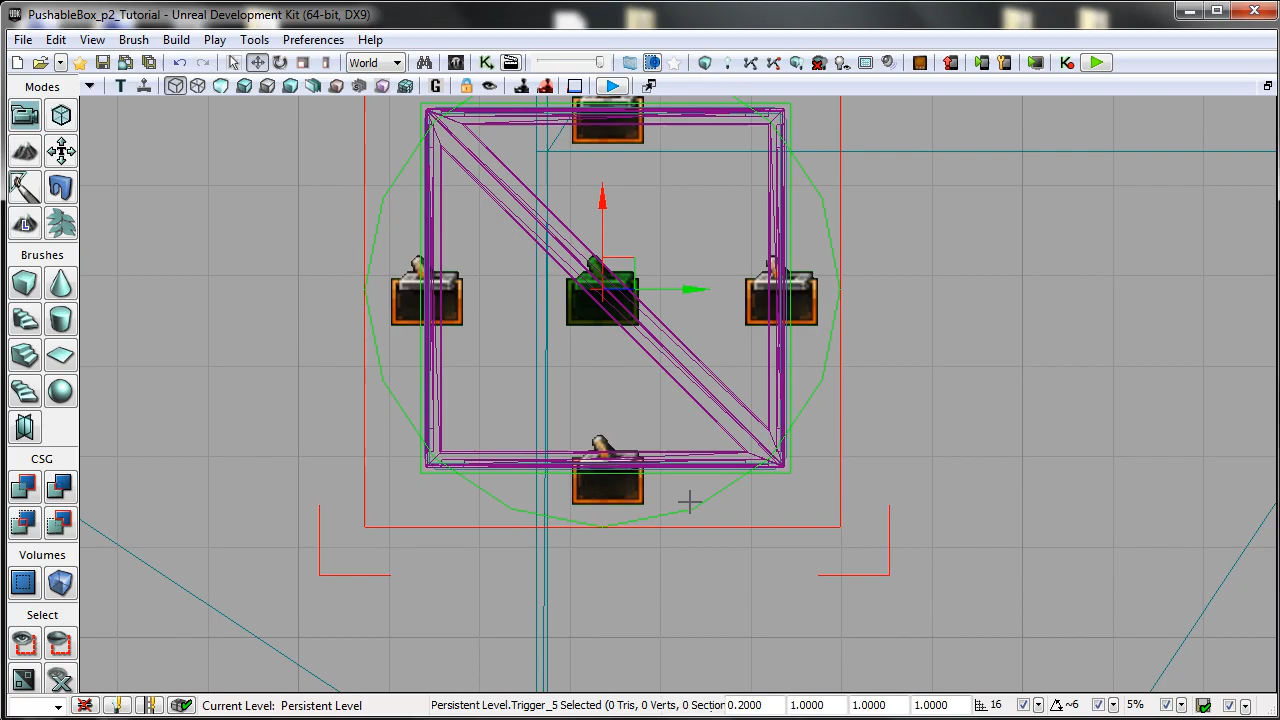 PushableBox_p2_Tutorial - Unreal Development Kit (64-bit, DX9)
File Edit View Brush Build Play Tools Preferences Help
World
Modes
G
Brushes
CSG
Volumes
Select
Current Level: Persistent Level
Persistent Level.Trigger_5 Selected (0 Tris, 0 Verts, 0 Section
0.2000 1.0000 1.0000 1.0000
16
~6
5%